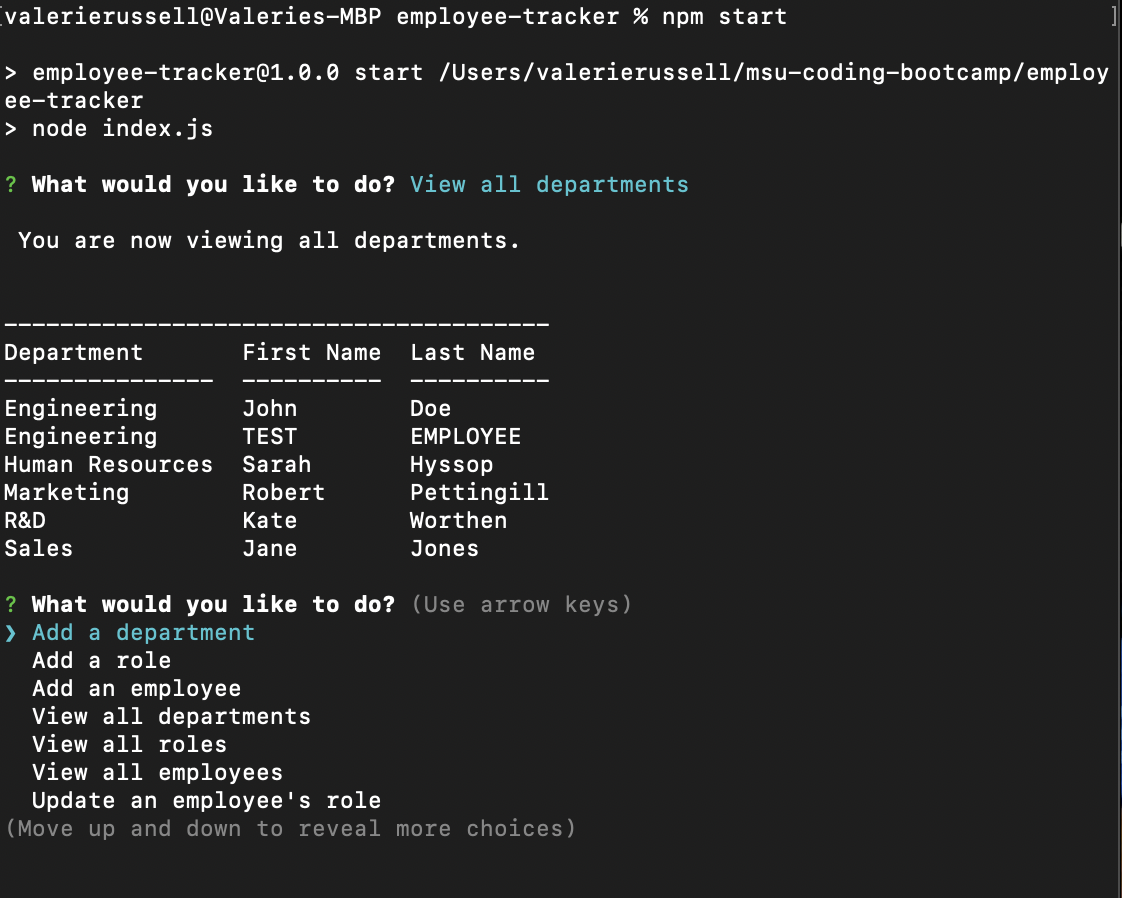 [valerierussell@Valeries-MBP employee-tracker % npm start ]
> employee-tracker@1.0.0 start /Users/valerierussell/msu-coding-bootcamp/employ
ee-tracker
> node index.js
? What would you like to do? View all departments
You are now viewing all departments.
---------------------------------------
Department First Name Last Name
--------------- ---------- ----------
Engineering John Doe
Engineering TEST EMPLOYEE
Human Resources Sarah Hyssop
Marketing Robert Pettingill
R&D Kate Worthen
Sales Jane Jones
? What would you like to do? (Use arrow keys)
❯ Add a department
Add a role
Add an employee
View all departments
View all roles
View all employees
Update an employee's role
(Move up and down to reveal more choices)